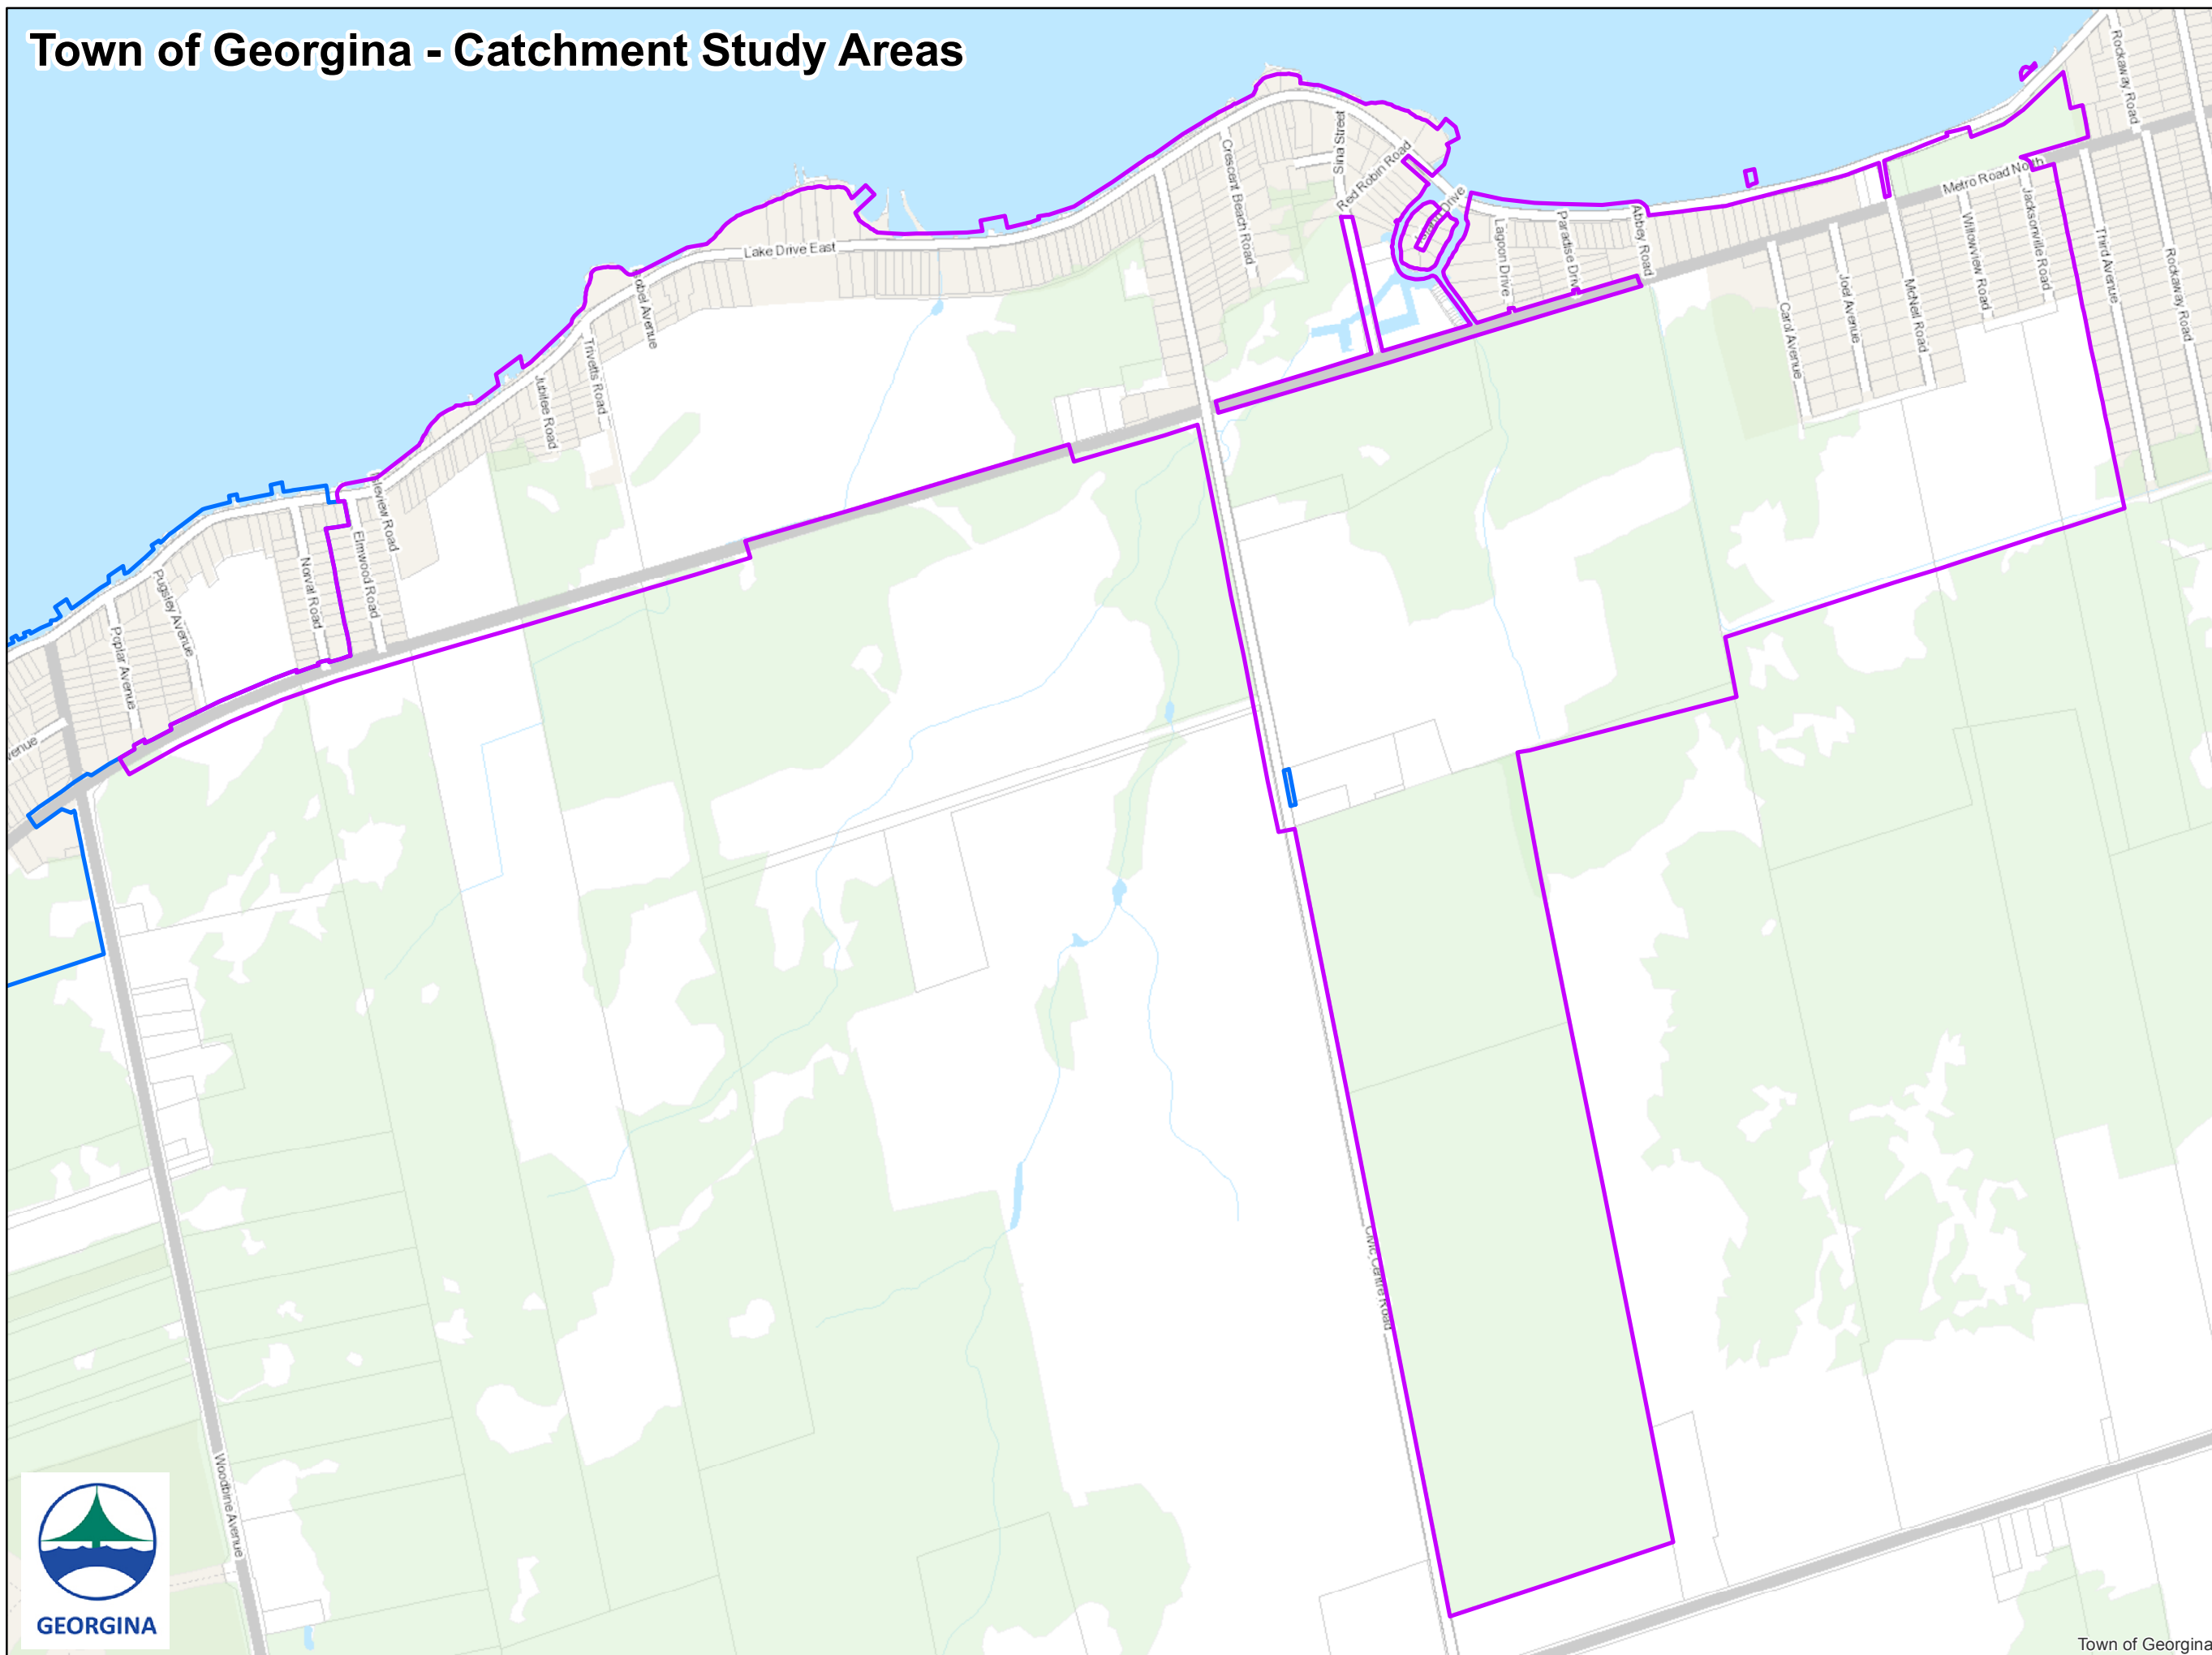 Town of Georgina - Catchment Study Areas
Rockaway Road
Sina Street
Red Robin Road
Crescent Beach Road
Metro Road North
Lake Drive East
Lagoon Drive
Paradise Drive
Abbey Road
Jacksonville Road
Willowview Road
Third Avenue
Rockaway Road
McNeil Road
Joel Avenue
Carol Avenue
Trivetts Road
Jubilee Road
Elmwood Road
Norval Road
Pugsley Avenue
Poplar Avenue
venue
Civic Centre Road
Woodbine Avenue
GEORGINA
Town of Georgina